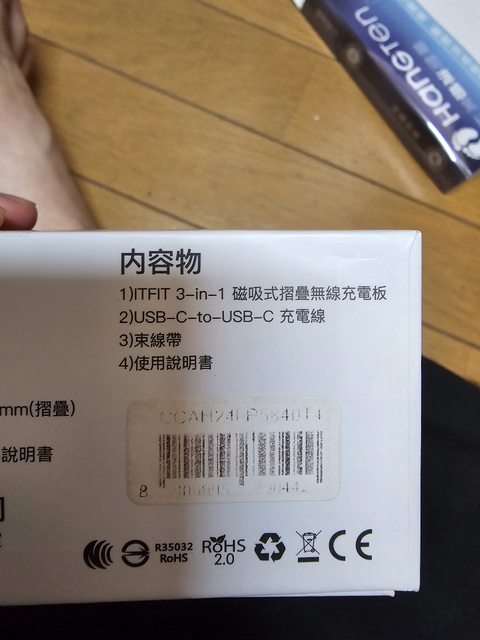 Hangten
内容物
1)ITFIT 3-in-1 磁吸式摺疊無線充電板
2)USB-C-to-USB-C 充電線
3)束線帶
4)使用說明書
mm(摺疊)
說明書
R35032
RoHS
RoHS
2.0
CE